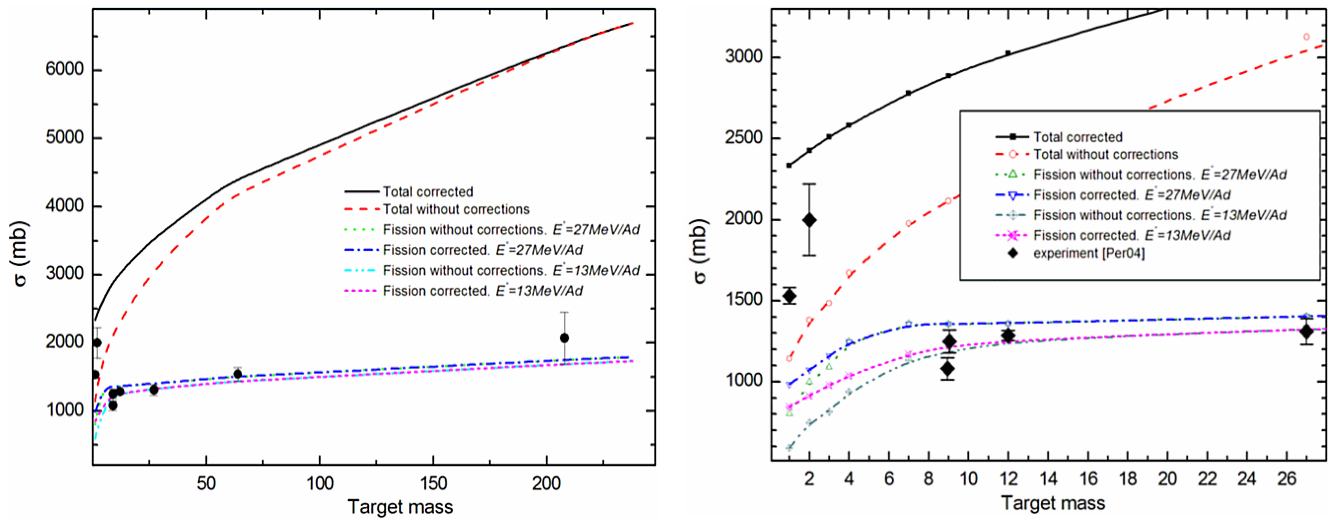 6000
5000
4000
3000
2000
1000
σ (mb)
50
100
150
200
Target mass
Total corrected
Total without corrections
Fission without corrections. E*=27MeV/Ad
Fission corrected. E*=27MeV/Ad
Fission without corrections. E*=13MeV/Ad
Fission corrected. E*=13MeV/Ad
3000
2500
2000
1500
1000
σ (mb)
2
4
6
8
10
12
14
16
18
20
22
24
26
Target mass
Total corrected
Total without corrections
Fission without corrections. E*=27MeV/Ad
Fission corrected. E*=27MeV/Ad
Fission without corrections. E*=13MeV/Ad
Fission corrected. E*=13MeV/Ad
experiment [Per04]